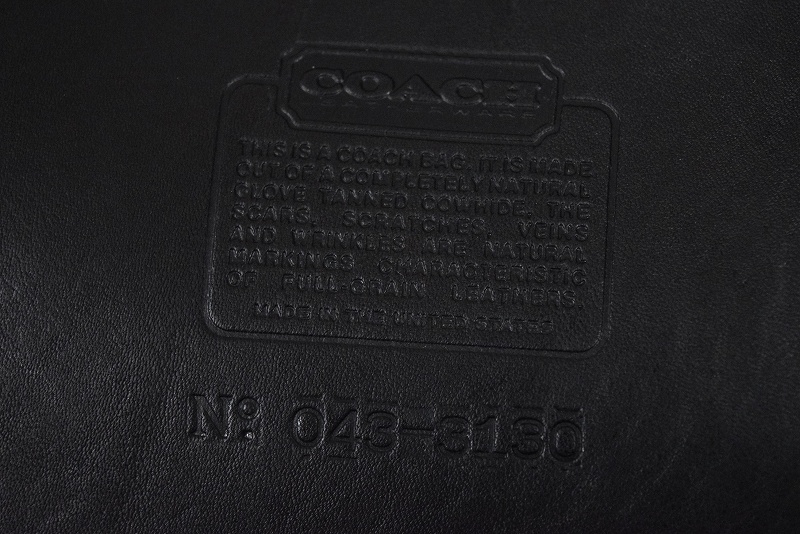 COACH
LEATHERWARE
THIS IS A COACH BAG. IT IS MADE
OUT OF A COMPLETELY NATURAL
GLOVE TANNED COWHIDE. THE
SCARS, SCRATCHES, VEINS
AND WRINKLES ARE NATURAL
MARKINGS CHARACTERISTIC
OF FULL-GRAIN LEATHERS.
MADE IN THE UNITED STATES
No: 043-3130